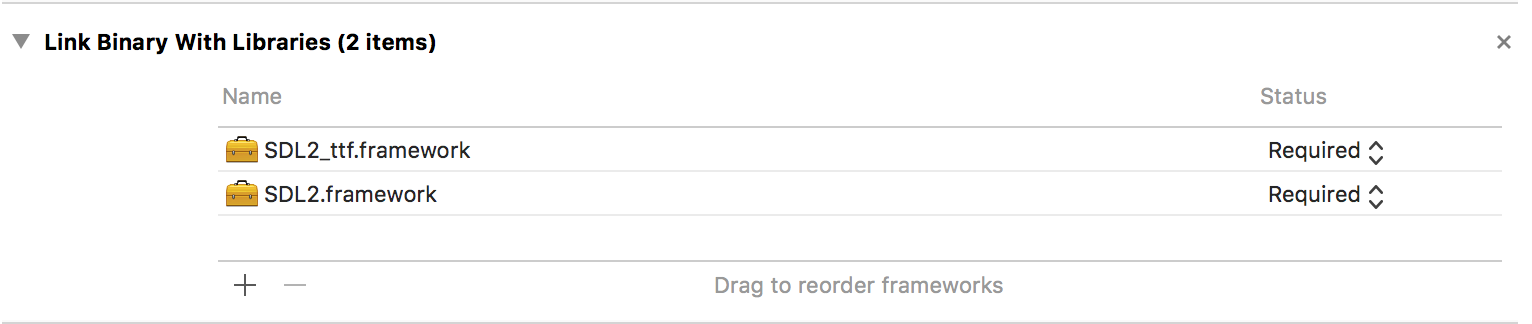 Link Binary With Libraries (2 items)
Name Status
SDL2_ttf.framework Required
SDL2.framework Required
Drag to reorder frameworks